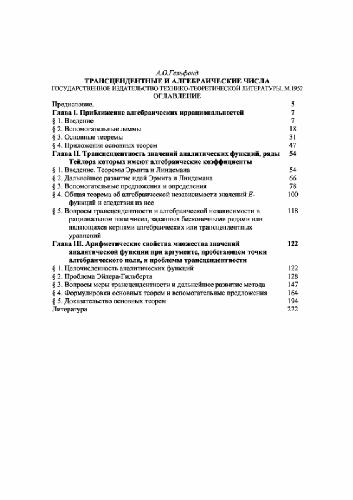 А.О.Гельфонд
ТРАНСЦЕНДЕНТНЫЕ И АЛГЕБРАИЧЕСКИЕ ЧИСЛА
ГОСУДАРСТВЕННОЕ ИЗДАТЕЛЬСТВО ТЕХНИКО-ТЕОРЕТИЧЕСКОЙ ЛИТЕРАТУРЫ, М.1952
ОГЛАВЛЕНИЕ
Предисловие. 5
Глава I. Приближение алгебраических иррациональностей 7
§ 1. Введение 7
§ 2. Вспомогательные леммы 18
§ 3. Основные теоремы 31
§ 4. Приложения основных теорем 47
Глава II. Трансцендентность значений аналитических функций, ряды 54
Тейлора которых имеют алгебраические коэффициенты
§ 1. Введение. Теоремы Эрмита и Линдемана 54
§ 2. Дальнейшее развитие идей Эрмита и Линдемана 66
§ 3. Вспомогательные предложения и определения 78
§ 4. Общая теорема об алгебраической независимости значений E- 100
функций и следствия из нее
§ 5. Вопросы трансцендентности и алгебраической независимости в 118
рациональном поле чисел, заданных бесконечными рядами или
являющихся корнями алгебраических или трансцендентных
уравнений
Глава III. Арифметические свойства множества значений 122
аналитической функции при аргументе, пробегающем точки
алгебраического поля, и проблемы трансцендентности
§ 1. Целочисленность аналитических функций 122
§ 2. Проблема Эйлера-Гильберта 128
§ 3. Вопросы меры трансцендентности и дальнейшее развитие метода 147
§ 4. Формулировки основных теорем и вспомогательные предложения 164
§ 5. Доказательства основных теорем 194
Литература 222